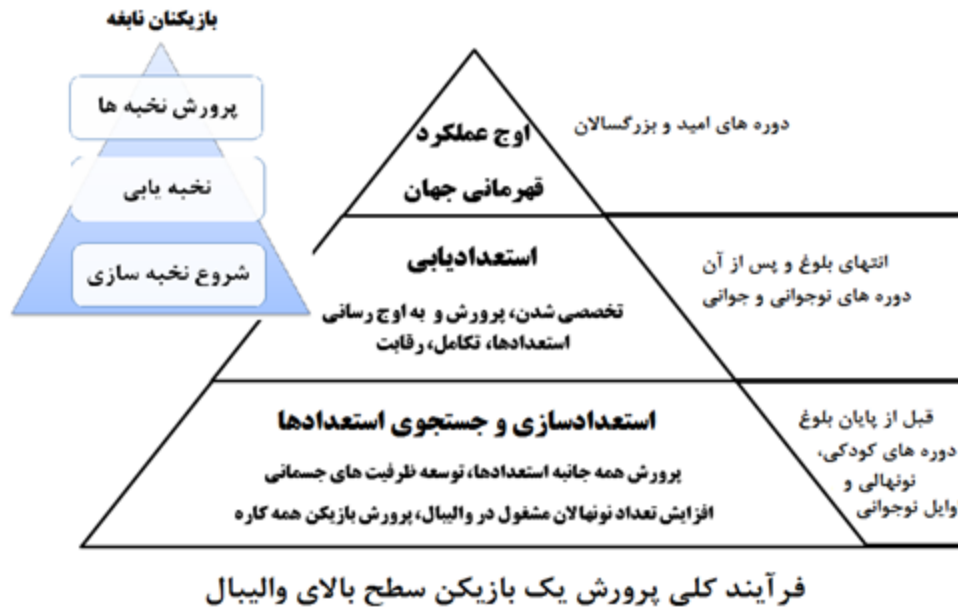 بازیکنان نابغه
پرورش نخبه ها
نخبه یابی
شروع نخبه سازی
اوج عملکرد
قهرمانی جهان
دوره های امید و بزرگسالان
استعدادیابی
تخصصی شدن، پرورش و به اوج رسانی
استعدادها، تکامل، رقابت
انتهای بلوغ و پس از آن
دوره های نوجوانی و جوانی
استعدادسازی و جستجوی استعدادها
پرورش همه جانبه استعدادها، توسعه ظرفیت های جسمانی
افزایش تعداد نونهالان مشغول در والیبال، پرورش بازیکن همه کاره
قبل از پایان بلوغ
دوره های کودکی،
نونهالی و
اوایل نوجوانی
فرآیند کلی پرورش یک بازیکن سطح بالای والیبال